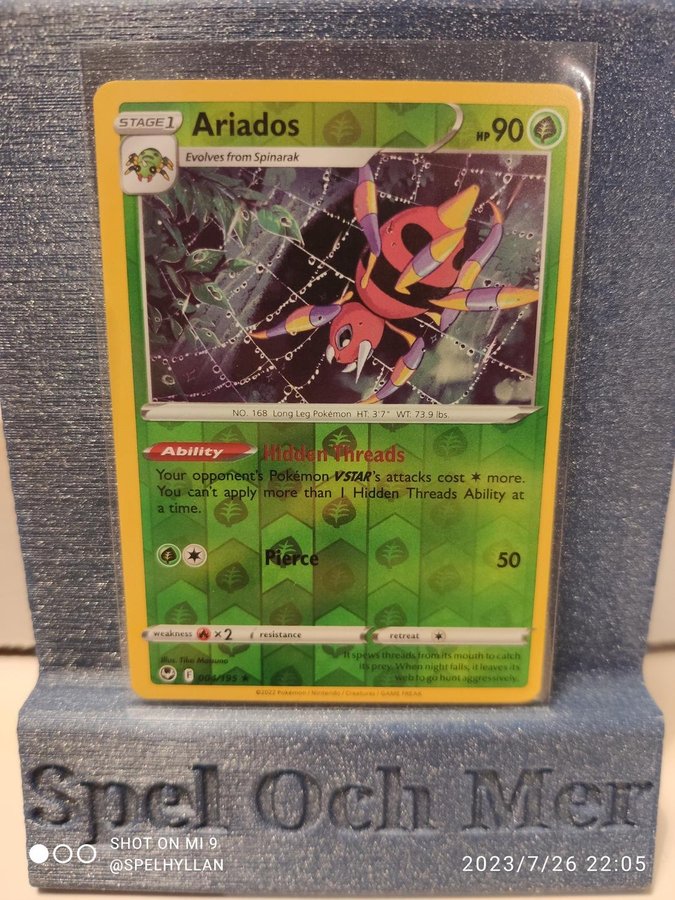 STAGE 1
Ariados
HP 90
Evolves from Spinarak
NO. 168 Long Leg Pokémon HT: 3'7" WT: 73.9 lbs.
Ability Hidden Threads
Your opponent's Pokémon VSTAR's attacks cost more.
You can't apply more than 1 Hidden Threads Ability at
a time.
Pierce 50
weakness ×2 resistance retreat
Illus. Tika Matsuno
It spews threads from its mouth to catch
its prey. When night falls, it leaves its
web to go hunt aggressively.
F 004/195 ★
©2022 Pokémon / Nintendo / Creatures / GAME FREAK
Spel Och Mer
SHOT ON MI 9
@SPELHYLLAN
2023/7/26 22:05